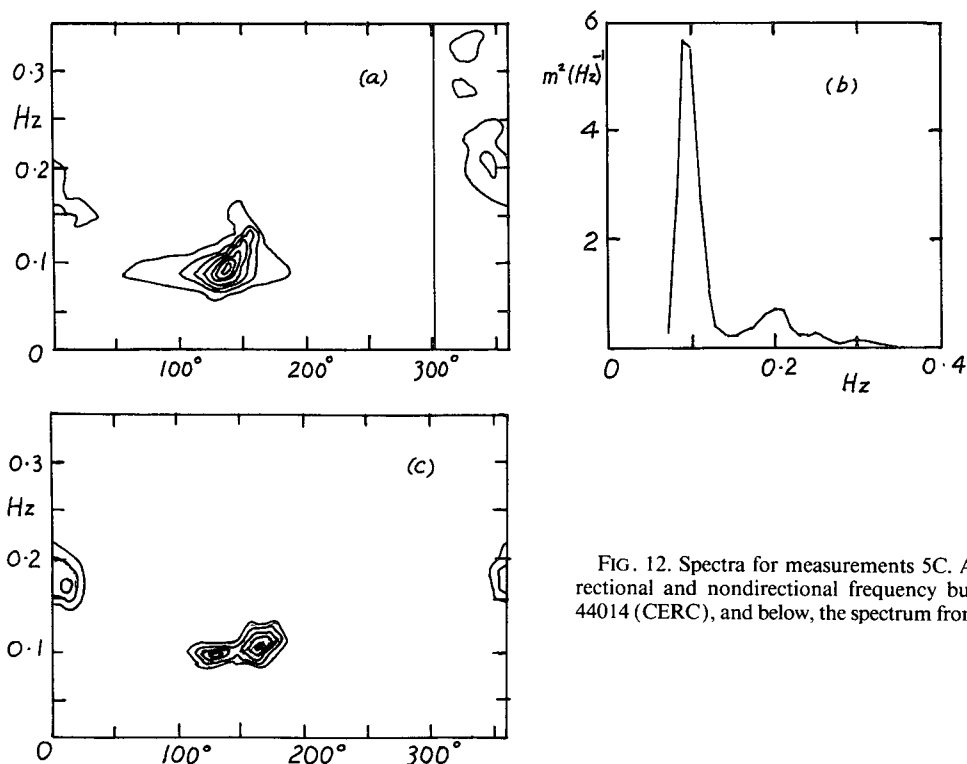 (a)
0.3
Hz
0.2
0.1
0
100° 200° 300°
6
m²(Hz)⁻¹
4
2
(b)
0 0.2 0.4
Hz
(c)
0.3
Hz
0.2
0.1
0 100° 200° 300°
FIG. 12. Spectra for measurements 5C. A
rectional and nondirectional frequency bu
44014 (CERC), and below, the spectrum from